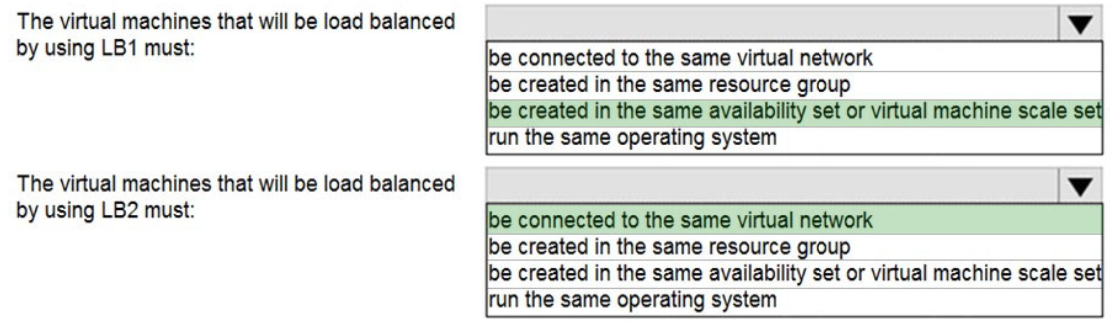 The virtual machines that will be load balanced
by using LB1 must:
be connected to the same virtual network
be created in the same resource group
be created in the same availability set or virtual machine scale set
run the same operating system
The virtual machines that will be load balanced
by using LB2 must:
be connected to the same virtual network
be created in the same resource group
be created in the same availability set or virtual machine scale set
run the same operating system